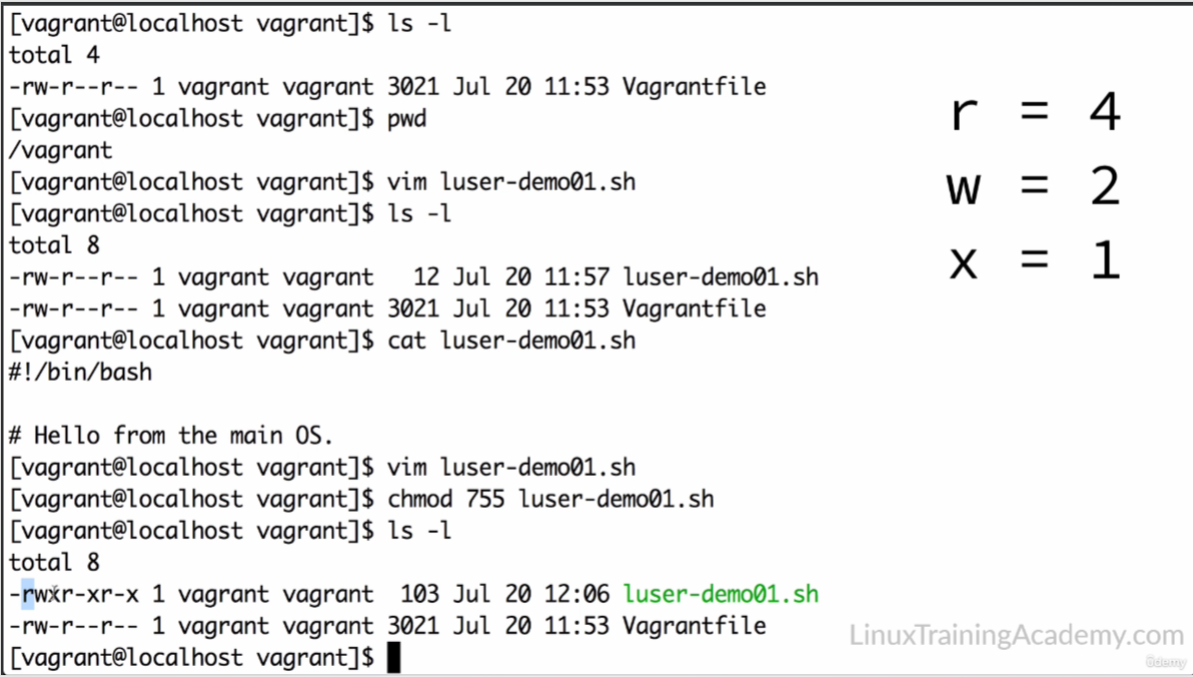 [vagrant@localhost vagrant]$ ls -l
total 4
-rw-r--r-- 1 vagrant vagrant 3021 Jul 20 11:53 Vagrantfile
[vagrant@localhost vagrant]$ pwd
/vagrant
[vagrant@localhost vagrant]$ vim luser-demo01.sh
[vagrant@localhost vagrant]$ ls -l
total 8
-rw-r--r-- 1 vagrant vagrant   12 Jul 20 11:57 luser-demo01.sh
-rw-r--r-- 1 vagrant vagrant 3021 Jul 20 11:53 Vagrantfile
[vagrant@localhost vagrant]$ cat luser-demo01.sh
#!/bin/bash

# Hello from the main OS.
[vagrant@localhost vagrant]$ vim luser-demo01.sh
[vagrant@localhost vagrant]$ chmod 755 luser-demo01.sh
[vagrant@localhost vagrant]$ ls -l
total 8
-rwxr-xr-x 1 vagrant vagrant  103 Jul 20 12:06 luser-demo01.sh
-rw-r--r-- 1 vagrant vagrant 3021 Jul 20 11:53 Vagrantfile
[vagrant@localhost vagrant]$
r = 4
w = 2
x = 1
LinuxTrainingAcademy.com
ûdemy